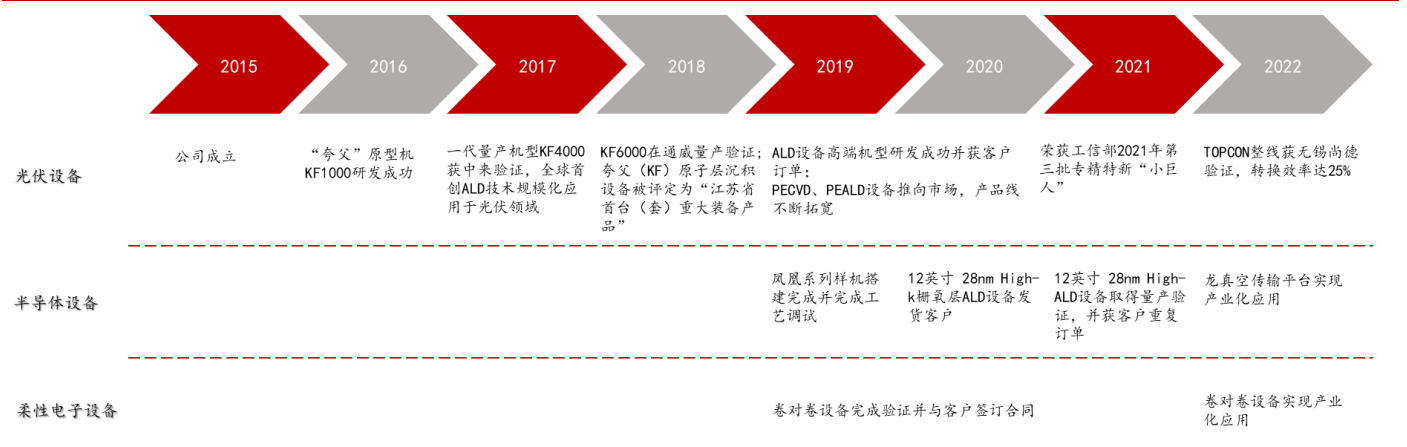 2015
2016
2017
2018
2019
2020
2021
2022
光伏设备
公司成立
“夸父”原型机
KF1000研发成功
一代量产机型KF4000
获中来验证，全球首
创ALD技术规模化应
用于光伏领域
KF6000在通威量产验证；
夸父（KF）原子层沉积
设备被评定为“江苏省
首台（套）重大装备产
品”
ALD设备高端机型研发成功并获客户
订单；
PECVD、PEALD设备推向市场，产品线
不断拓宽
荣获工信部2021年第
三批专精特新“小巨
人”
TOPCON整线获无锡尚德
验证，转换效率达25%
半导体设备
凤凰系列样机搭
建完成并完成工
艺调试
12英寸 28nm High-
k栅氧层ALD设备发
货客户
12英寸 28nm High-
ALD设备取得量产验
证，并获客户重复
订单
龙真空传输平台实现
产业化应用
柔性电子设备
卷对卷设备完成验证并与客户签订合同
卷对卷设备实现产业
化应用